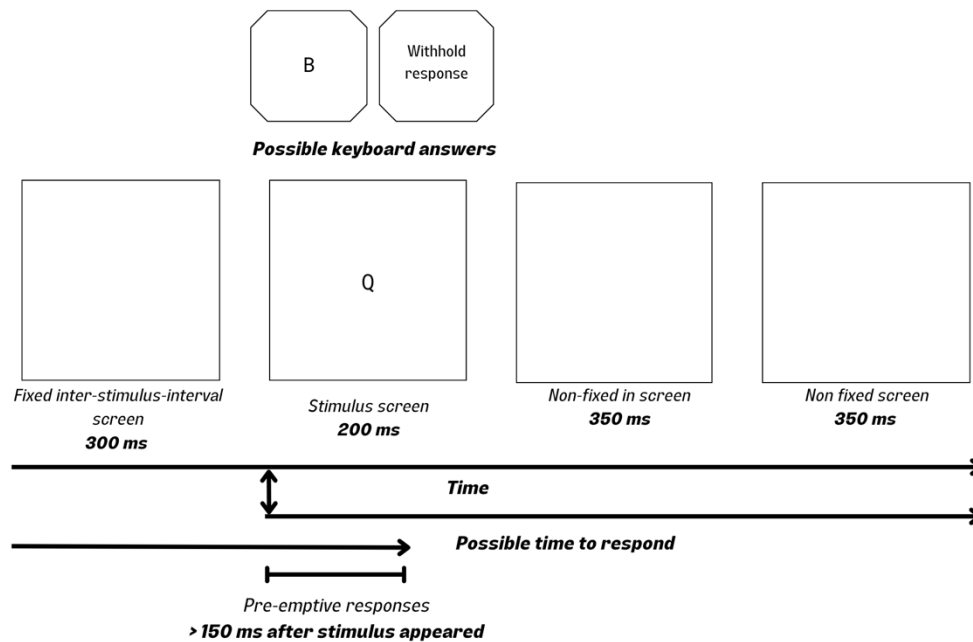 B
Withhold
response
Possible keyboard answers
Q
Fixed inter-stimulus-interval
screen
300 ms
Stimulus screen
200 ms
Non-fixed in screen
350 ms
Non fixed screen
350 ms
Time
Possible time to respond
Pre-emptive responses
> 150 ms after stimulus appeared